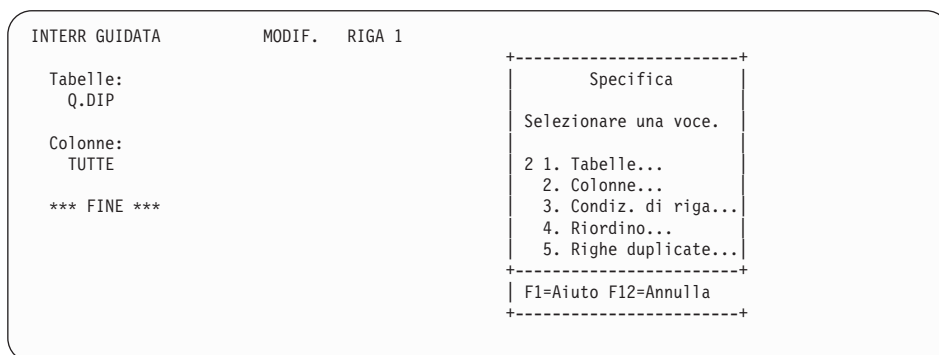 INTERR GUIDATA MODIF. RIGA 1
Tabelle:
Q.DIP
Colonne:
TUTTE
*** FINE ***
Specifica
Selezionare una voce.
2 1. Tabelle...
2. Colonne...
3. Condiz. di riga...
4. Riordino...
5. Righe duplicate...
F1=Aiuto F12=Annulla